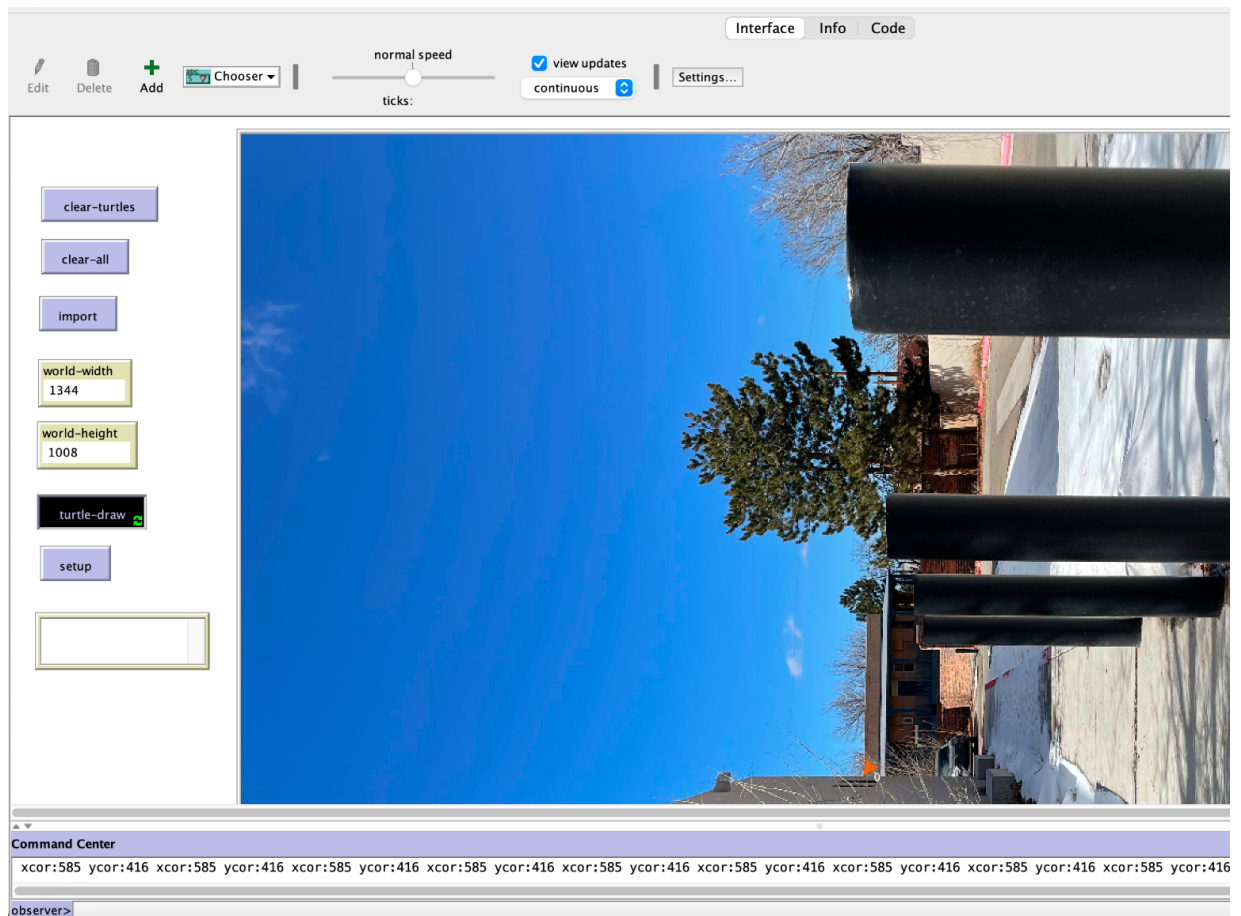 Interface Info Code
Edit Delete Add Chooser normal speed ticks: view updates continuous Settings...
clear-turtles
clear-all
import
world-width
1344
world-height
1008
turtle-draw
setup
0
Command Center
xcor:585 ycor:416 xcor:585 ycor:416 xcor:585 ycor:416 xcor:585 ycor:416 xcor:585 ycor:416 xcor:585 ycor:416 xcor:585 ycor:416 xcor:585 ycor:416 xcor:585 ycor:416
observer>